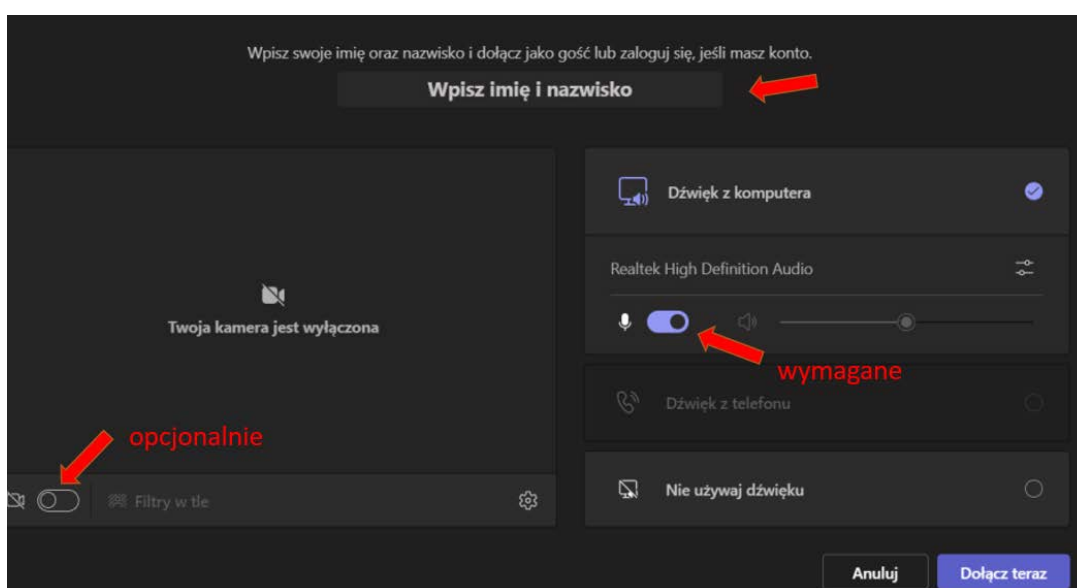 Wpisz swoje imię oraz nazwisko i dołącz jako gość lub zaloguj się, jeśli masz konto.
Wpisz imię i nazwisko
Dźwięk z komputera
Realtek High Definition Audio
Twoja kamera jest wyłączona
wymagane
Dźwięk z telefonu
opcjonalnie
Filtry w tle
Nie używaj dźwięku
Anuluj
Dołącz teraz